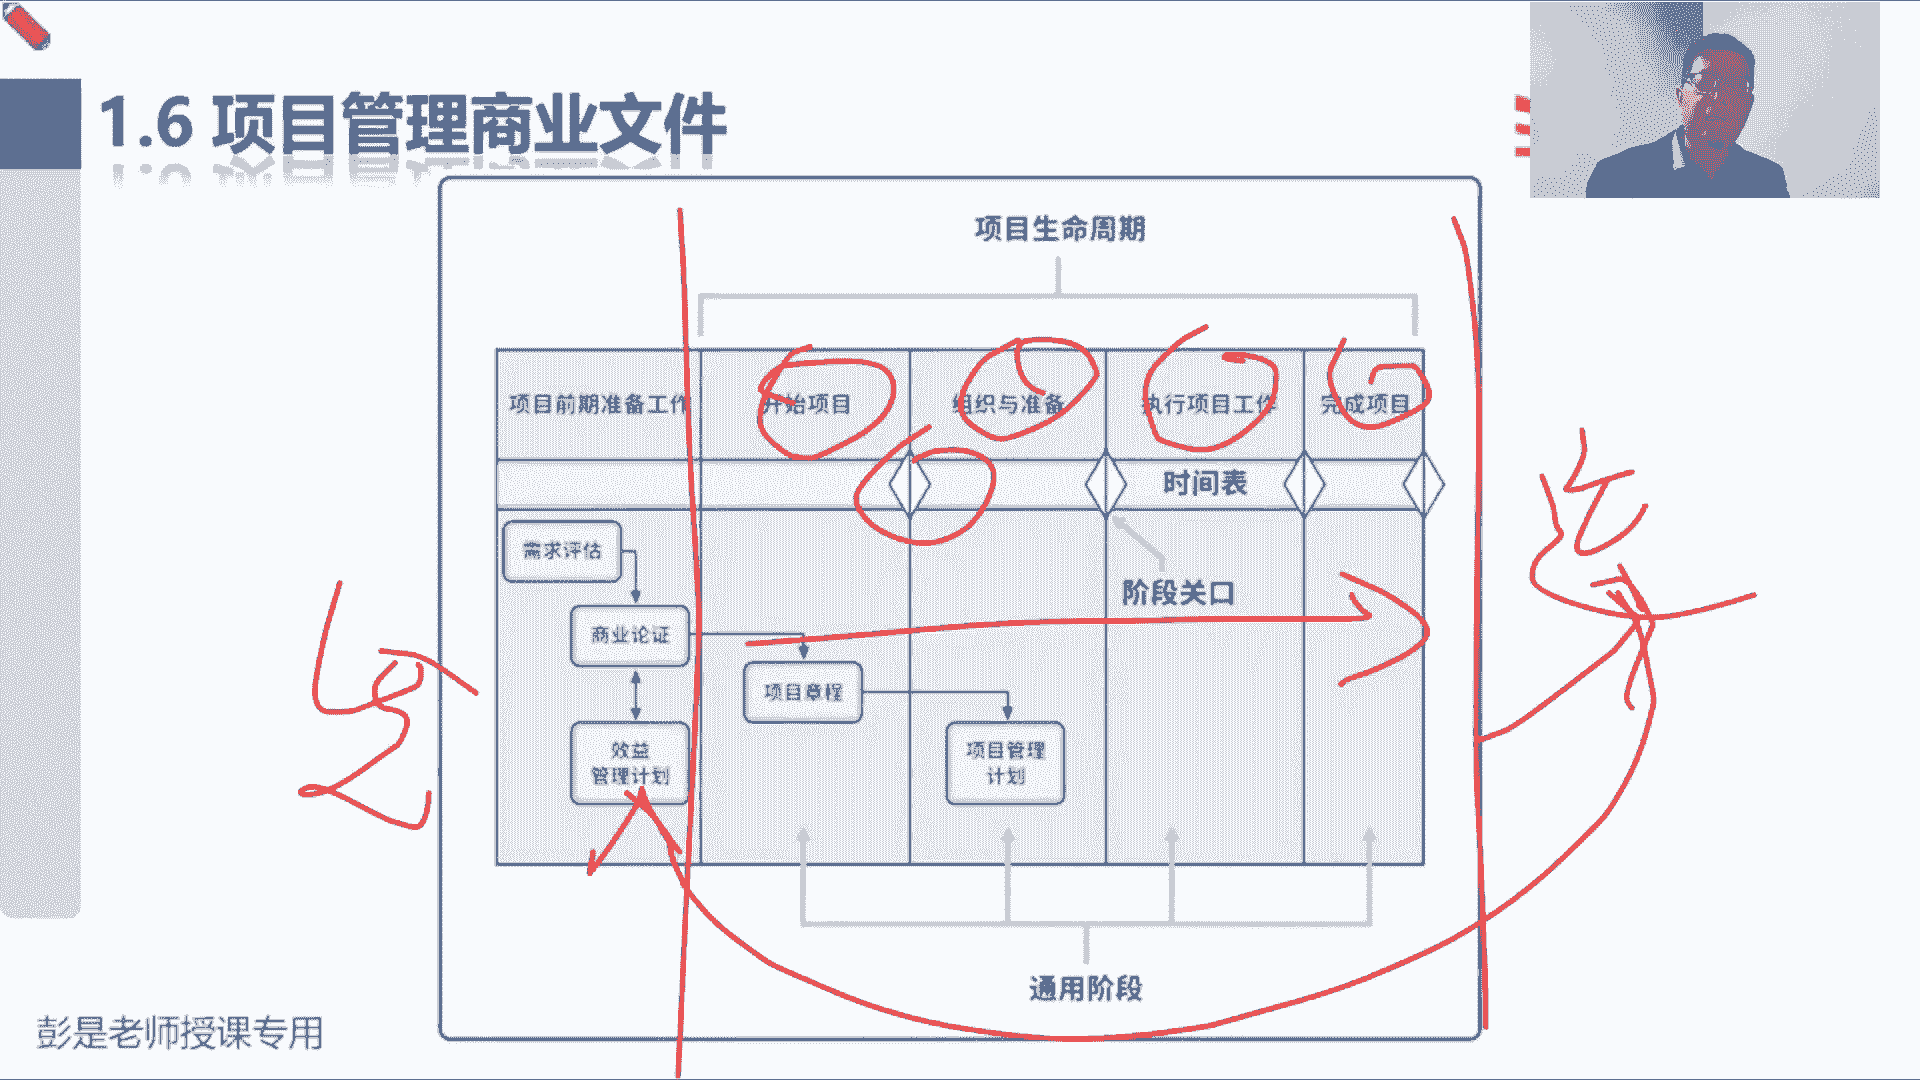 1.6 项目管理商业文件
项目生命周期
项目前期准备工作 开始项目 组织与准备 执行项目工作 完成项目
时间表
需求评估
阶段关口
商业论证
项目章程
效益
管理计划
项目管理
计划
通用阶段
彭是老师授课专用